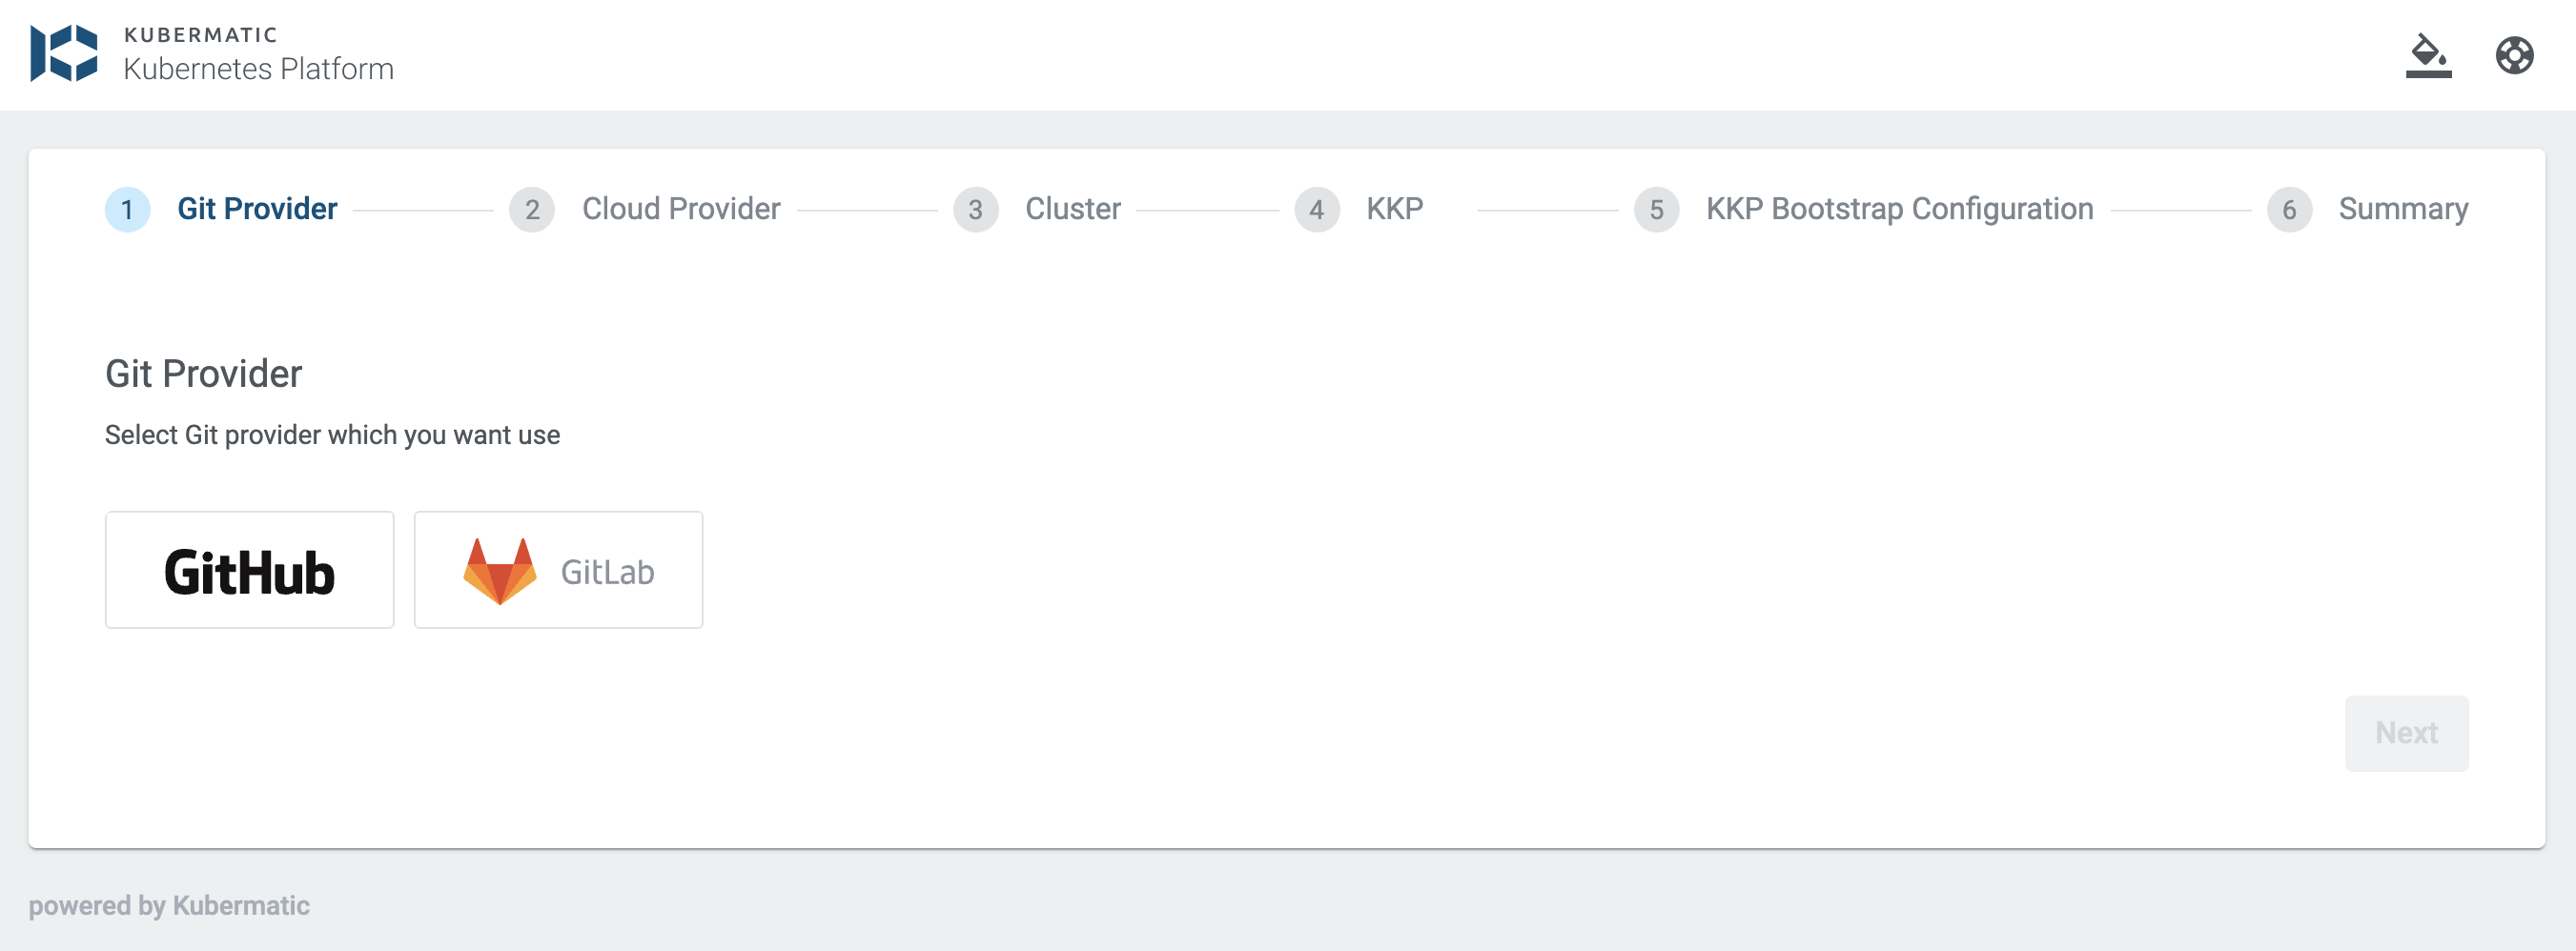 KUBERMATIC
Kubernetes Platform
1 Git Provider 2 Cloud Provider 3 Cluster 4 KKP 5 KKP Bootstrap Configuration 6 Summary
Git Provider
Select Git provider which you want use
GitHub GitLab
Next
powered by Kubermatic